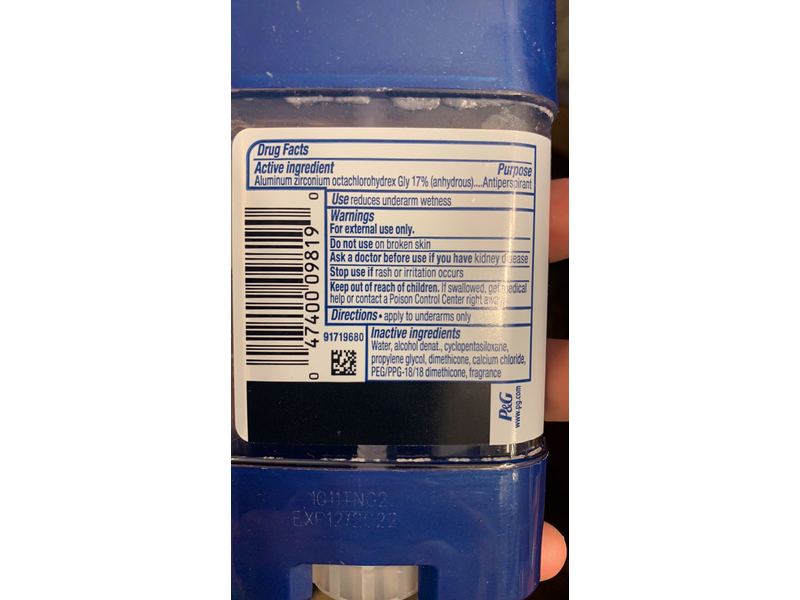 Drug Facts
Active ingredient Purpose
Aluminum zirconium octachlorohydrex Gly 17% (anhydrous)....Antiperspirant
Use reduces underarm wetness
Warnings
For external use only.
Do not use on broken skin
Ask a doctor before use if you have kidney disease
Stop use if rash or irritation occurs
Keep out of reach of children. If swallowed, get medical
help or contact a Poison Control Center right away.
Directions • apply to underarms only
Inactive ingredients
Water, alcohol denat., cyclopentasiloxane,
propylene glycol, dimethicone, calcium chloride,
PEG/PPG-18/18 dimethicone, fragrance
0 47400 09819 0
91719680
P&G
www.pg.com
1011TNG2
EXP12/2022